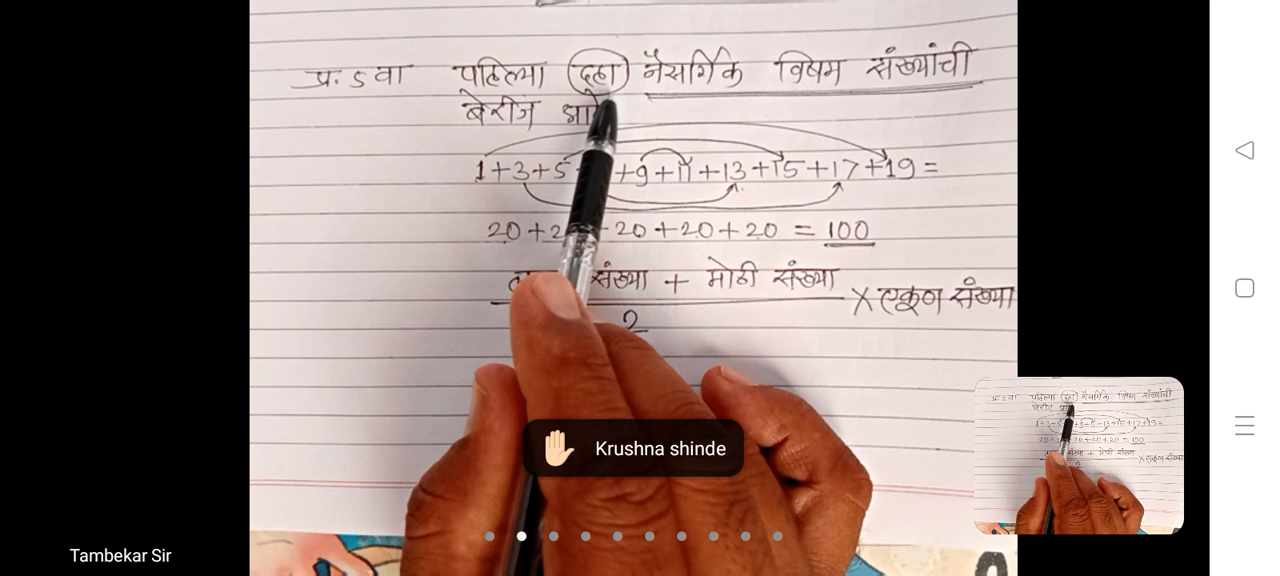 प्र. 5 वा पहिल्या दहा नैसर्गिक विषम संख्यांची
बेरीज
1+3+5 +9+11+13+15+17+19=
20+2 +20+20+20 = 100
संख्या + मोठी संख्या
2
X एकूण संख्या
Krushna shinde
Tambekar Sir